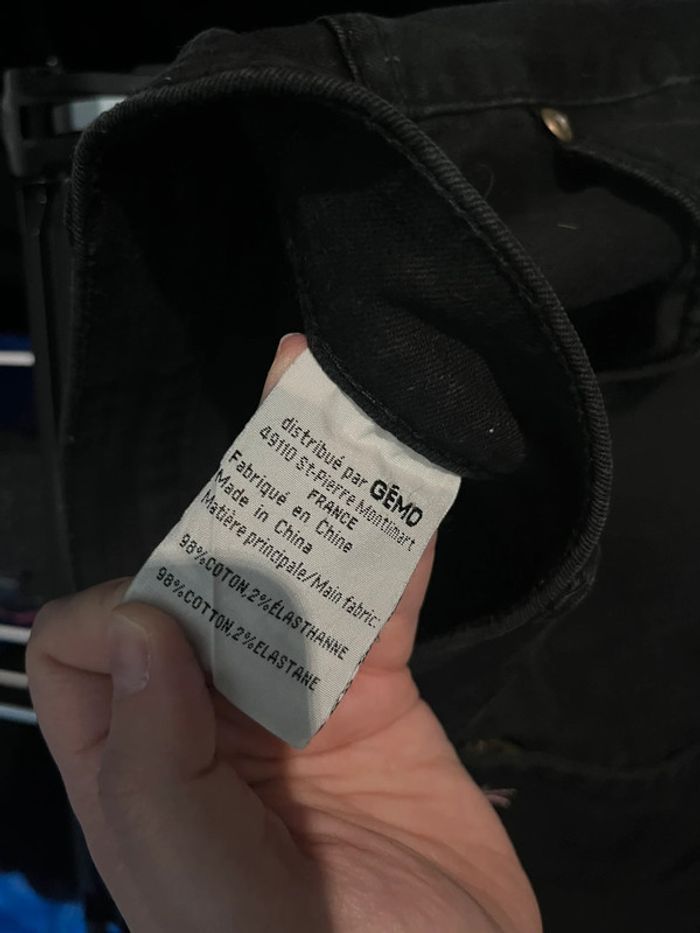 distribué par GÉMO
49110 St-Pierre Montlimart
FRANCE
Fabriqué en Chine
Made in China
Matière principale/Main fabric:
98%COTON,2%ÉLASTHANNE
98%COTTON,2%ELASTANE